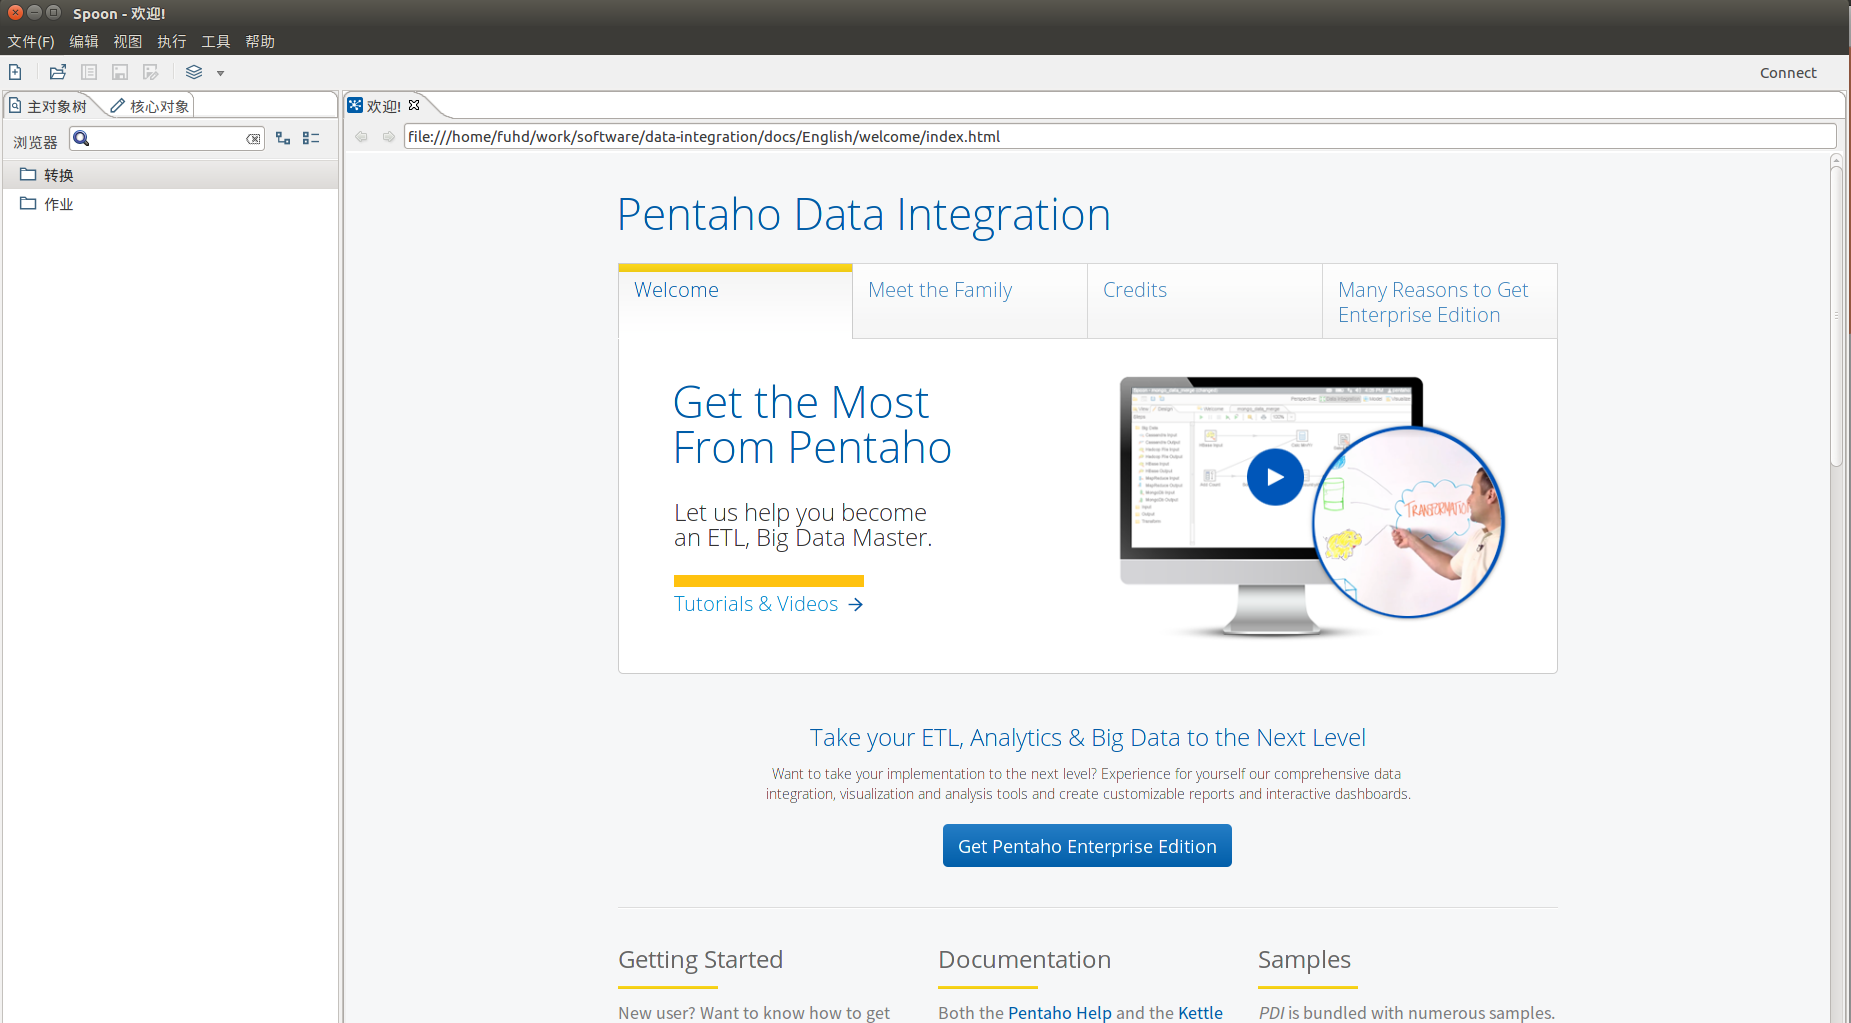 Spoon - 欢迎!
文件(F) 编辑 视图 执行 工具 帮助
Connect
主对象树 核心对象
浏览器
转换
作业
欢迎!
file:///home/fuhd/work/software/data-integration/docs/English/welcome/index.html
Pentaho Data Integration
Welcome
Meet the Family
Credits
Many Reasons to Get
Enterprise Edition
Get the Most
From Pentaho
Let us help you become
an ETL, Big Data Master.
Tutorials & Videos
TRANSFORMATION
Take your ETL, Analytics & Big Data to the Next Level
Want to take your implementation to the next level? Experience for yourself our comprehensive data
integration, visualization and analysis tools and create customizable reports and interactive dashboards.
Get Pentaho Enterprise Edition
Getting Started
New user? Want to know how to get
Documentation
Both the Pentaho Help and the Kettle
Samples
PDI is bundled with numerous samples.